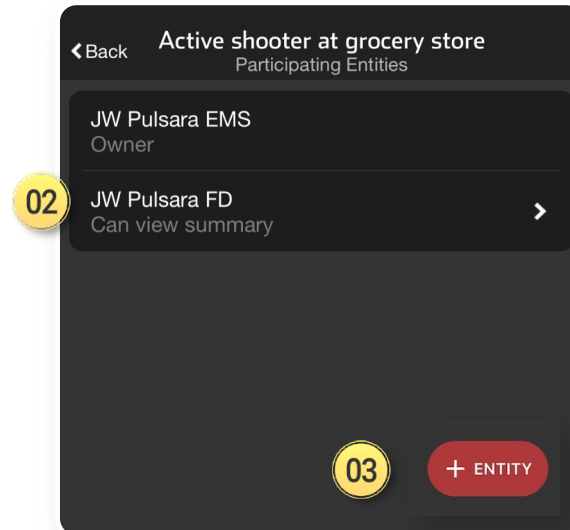 Back
Active shooter at grocery store
Participating Entities
JW Pulsara EMS
Owner
02
JW Pulsara FD
Can view summary
03
+ ENTITY